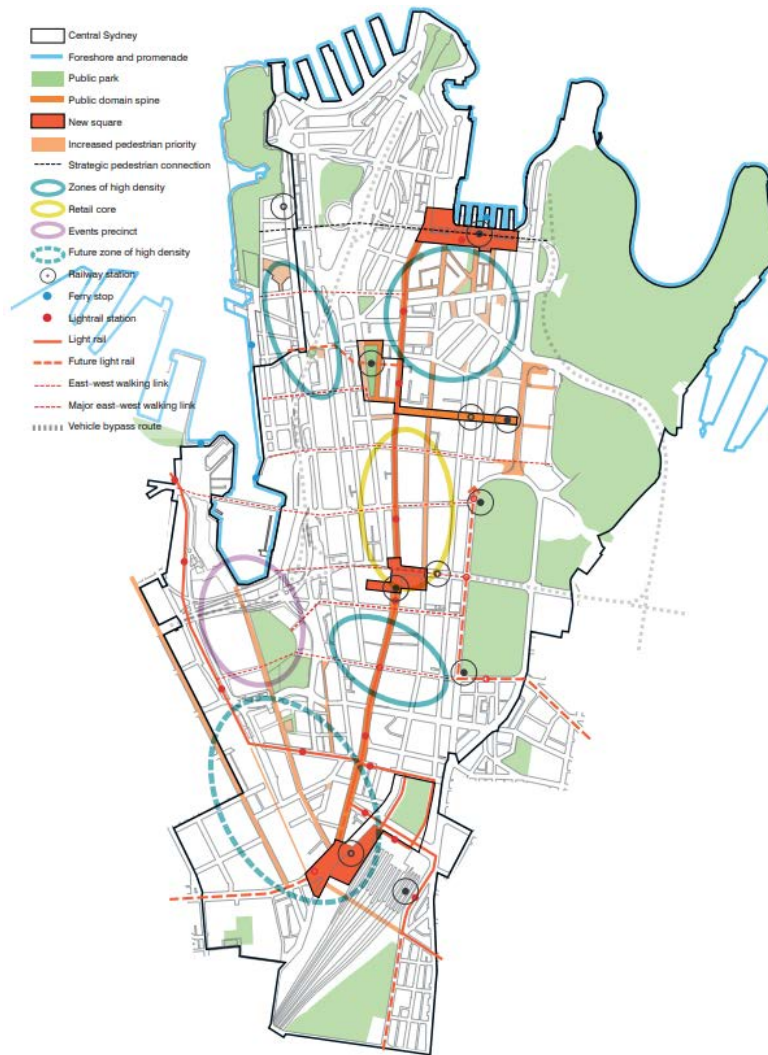 Central Sydney
Foreshore and promenade
Public park
Public domain spine
New square
Increased pedestrian priority
Strategic pedestrian connection
Zones of high density
Retail core
Events precinct
Future zone of high density
Railway station
Ferry stop
Lightrail station
Light rail
Future light rail
East–west walking link
Major east–west walking link
Vehicle bypass route